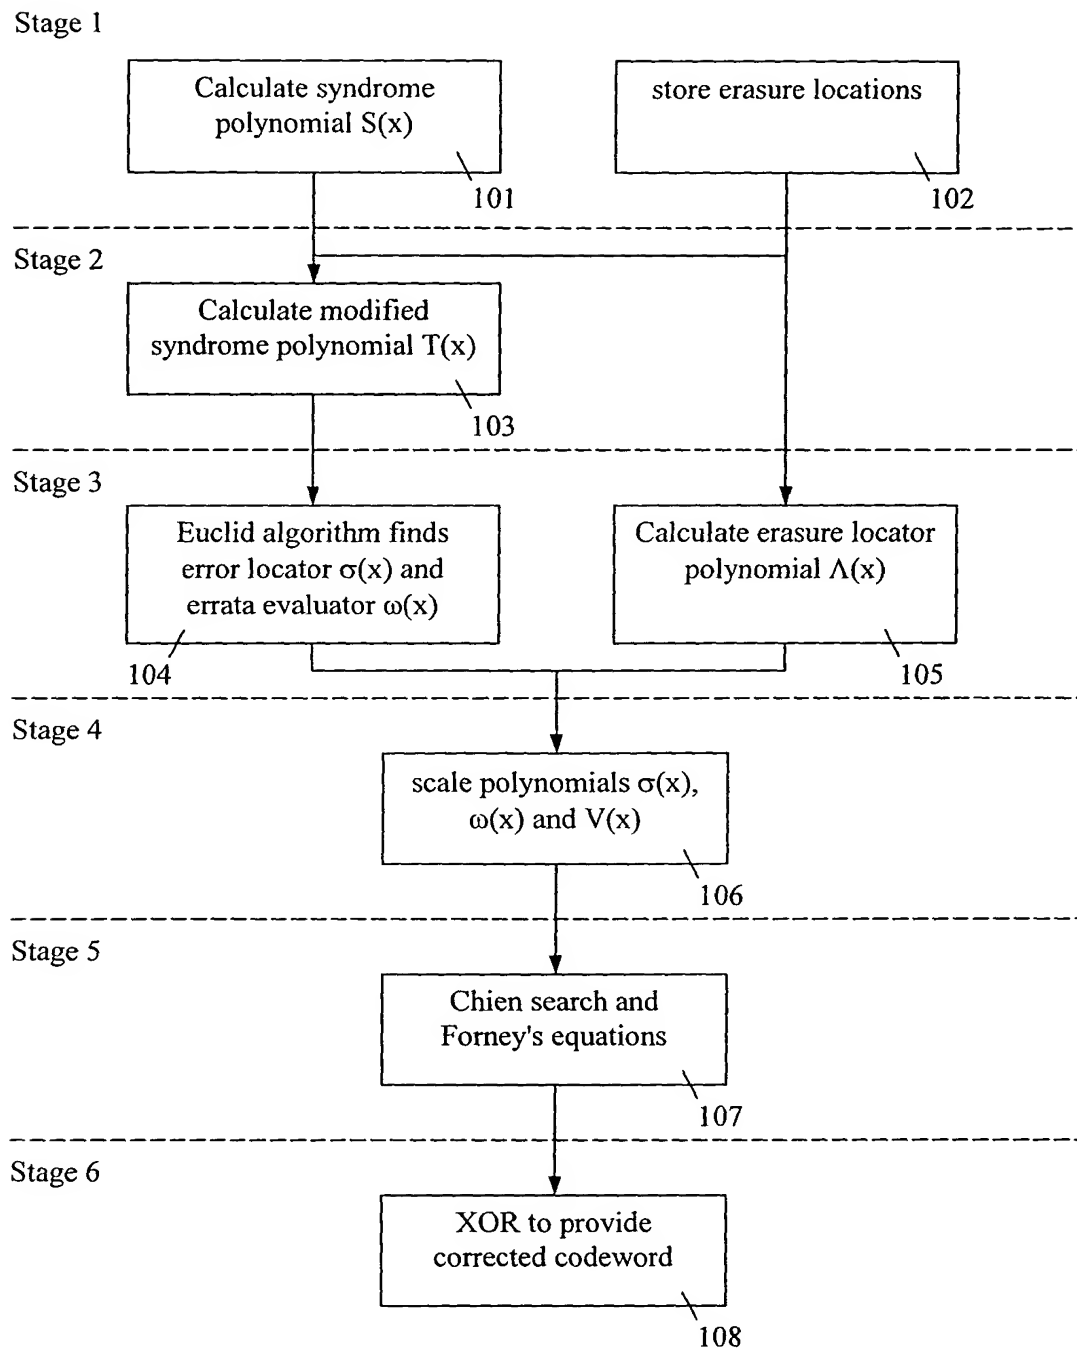 Stage 1
Calculate syndrome
polynomial S(x)
101
store erasure locations
102
Stage 2
Calculate modified
syndrome polynomial T(x)
103
Stage 3
Euclid algorithm finds
error locator σ(x) and
errata evaluator ω(x)
104
Calculate erasure locator
polynomial Λ(x)
105
Stage 4
scale polynomials σ(x),
ω(x) and V(x)
106
Stage 5
Chien search and
Forney's equations
107
Stage 6
XOR to provide
corrected codeword
108